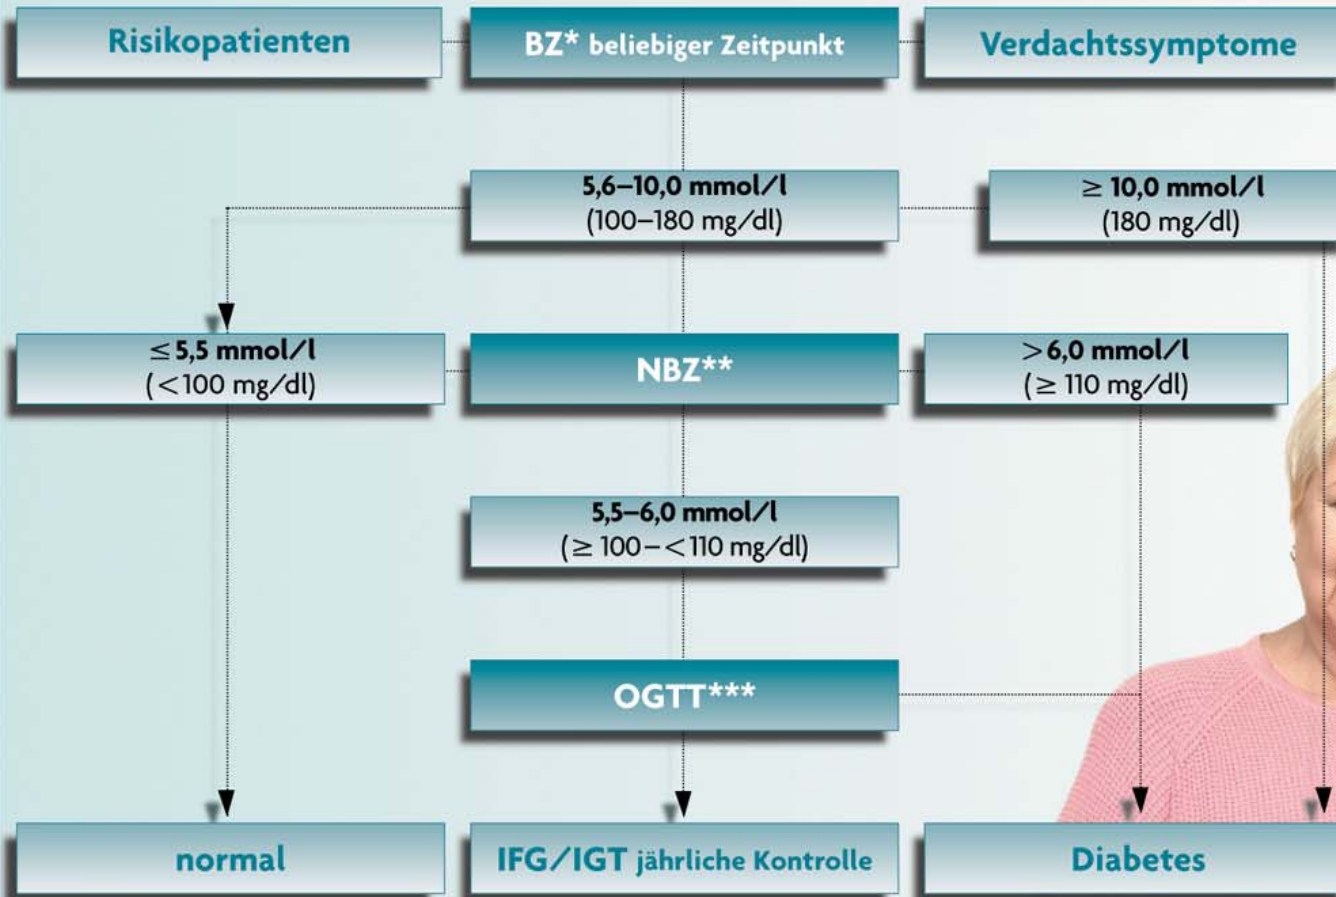 Risikopatienten
BZ* beliebiger Zeitpunkt
Verdachtssymptome
5,6–10,0 mmol/l
(100–180 mg/dl)
≥ 10,0 mmol/l
(180 mg/dl)
≤ 5,5 mmol/l
(<100 mg/dl)
NBZ**
>6,0 mmol/l
(≥ 110 mg/dl)
5,5–6,0 mmol/l
(≥ 100–<110 mg/dl)
OGTT***
normal
IFG/IGT jährliche Kontrolle
Diabetes